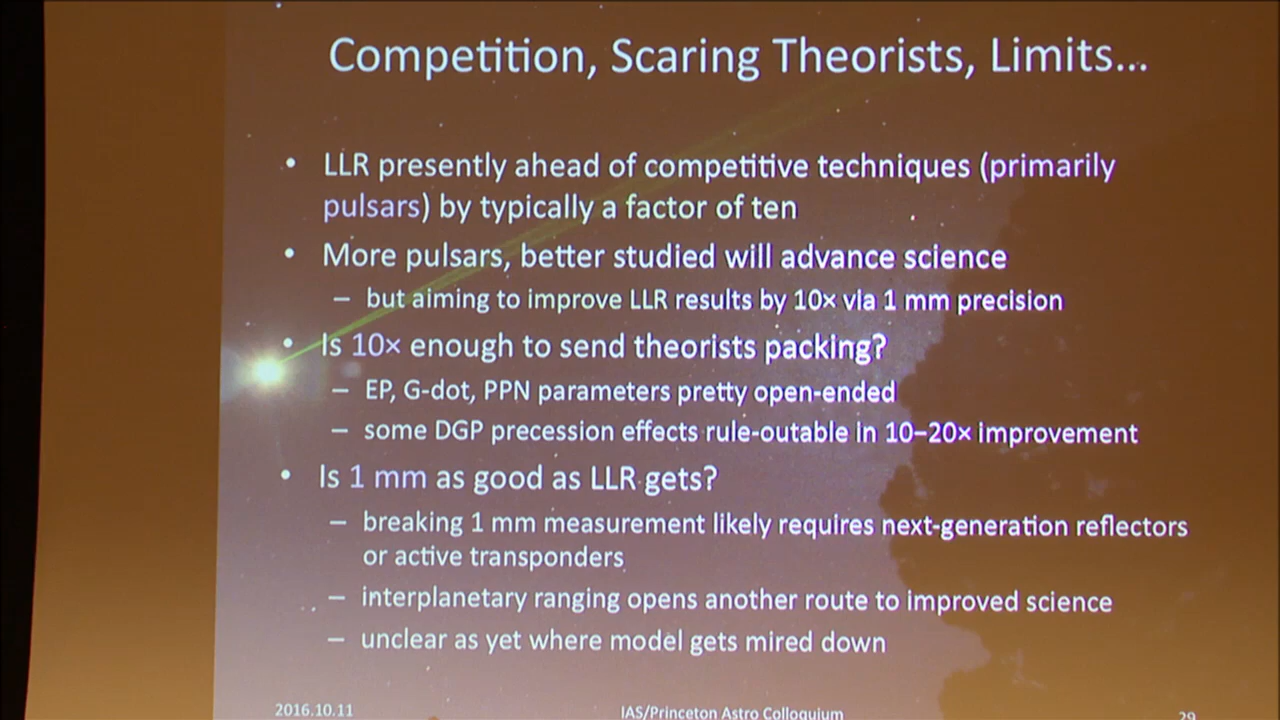 Competition, Scaring Theorists, Limits...
• LLR presently ahead of competitive techniques (primarily
pulsars) by typically a factor of ten
• More pulsars, better studied will advance science
– but aiming to improve LLR results by 10× via 1 mm precision
• Is 10× enough to send theorists packing?
– EP, G-dot, PPN parameters pretty open-ended
– some DGP precession effects rule-outable in 10–20× improvement
• Is 1 mm as good as LLR gets?
– breaking 1 mm measurement likely requires next-generation reflectors
or active transponders
– interplanetary ranging opens another route to improved science
– unclear as yet where model gets mired down
2016.10.11
IAS/Princeton Astro Colloquium
29